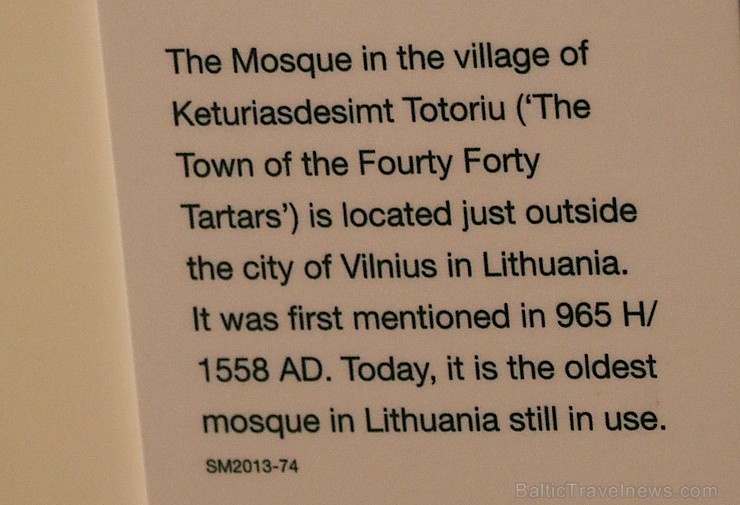 The Mosque in the village of
Keturiasdesimt Totoriu (‘The
Town of the Fourty Forty
Tartars’) is located just outside
the city of Vilnius in Lithuania.
It was first mentioned in 965 H/
1558 AD. Today, it is the oldest
mosque in Lithuania still in use.
SM2013-74
BalticTravelnews.com